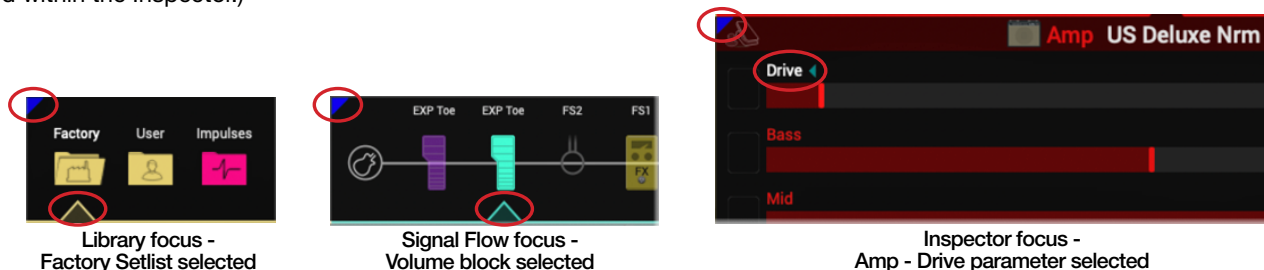 d within the Inspector.)
Factory User Impulses
Library focus -
Factory Setlist selected
EXP Toe EXP Toe FS2 FS1
FX
Signal Flow focus -
Volume block selected
Amp US Deluxe Nrm
Drive
Bass
Mid
Inspector focus -
Amp - Drive parameter selected